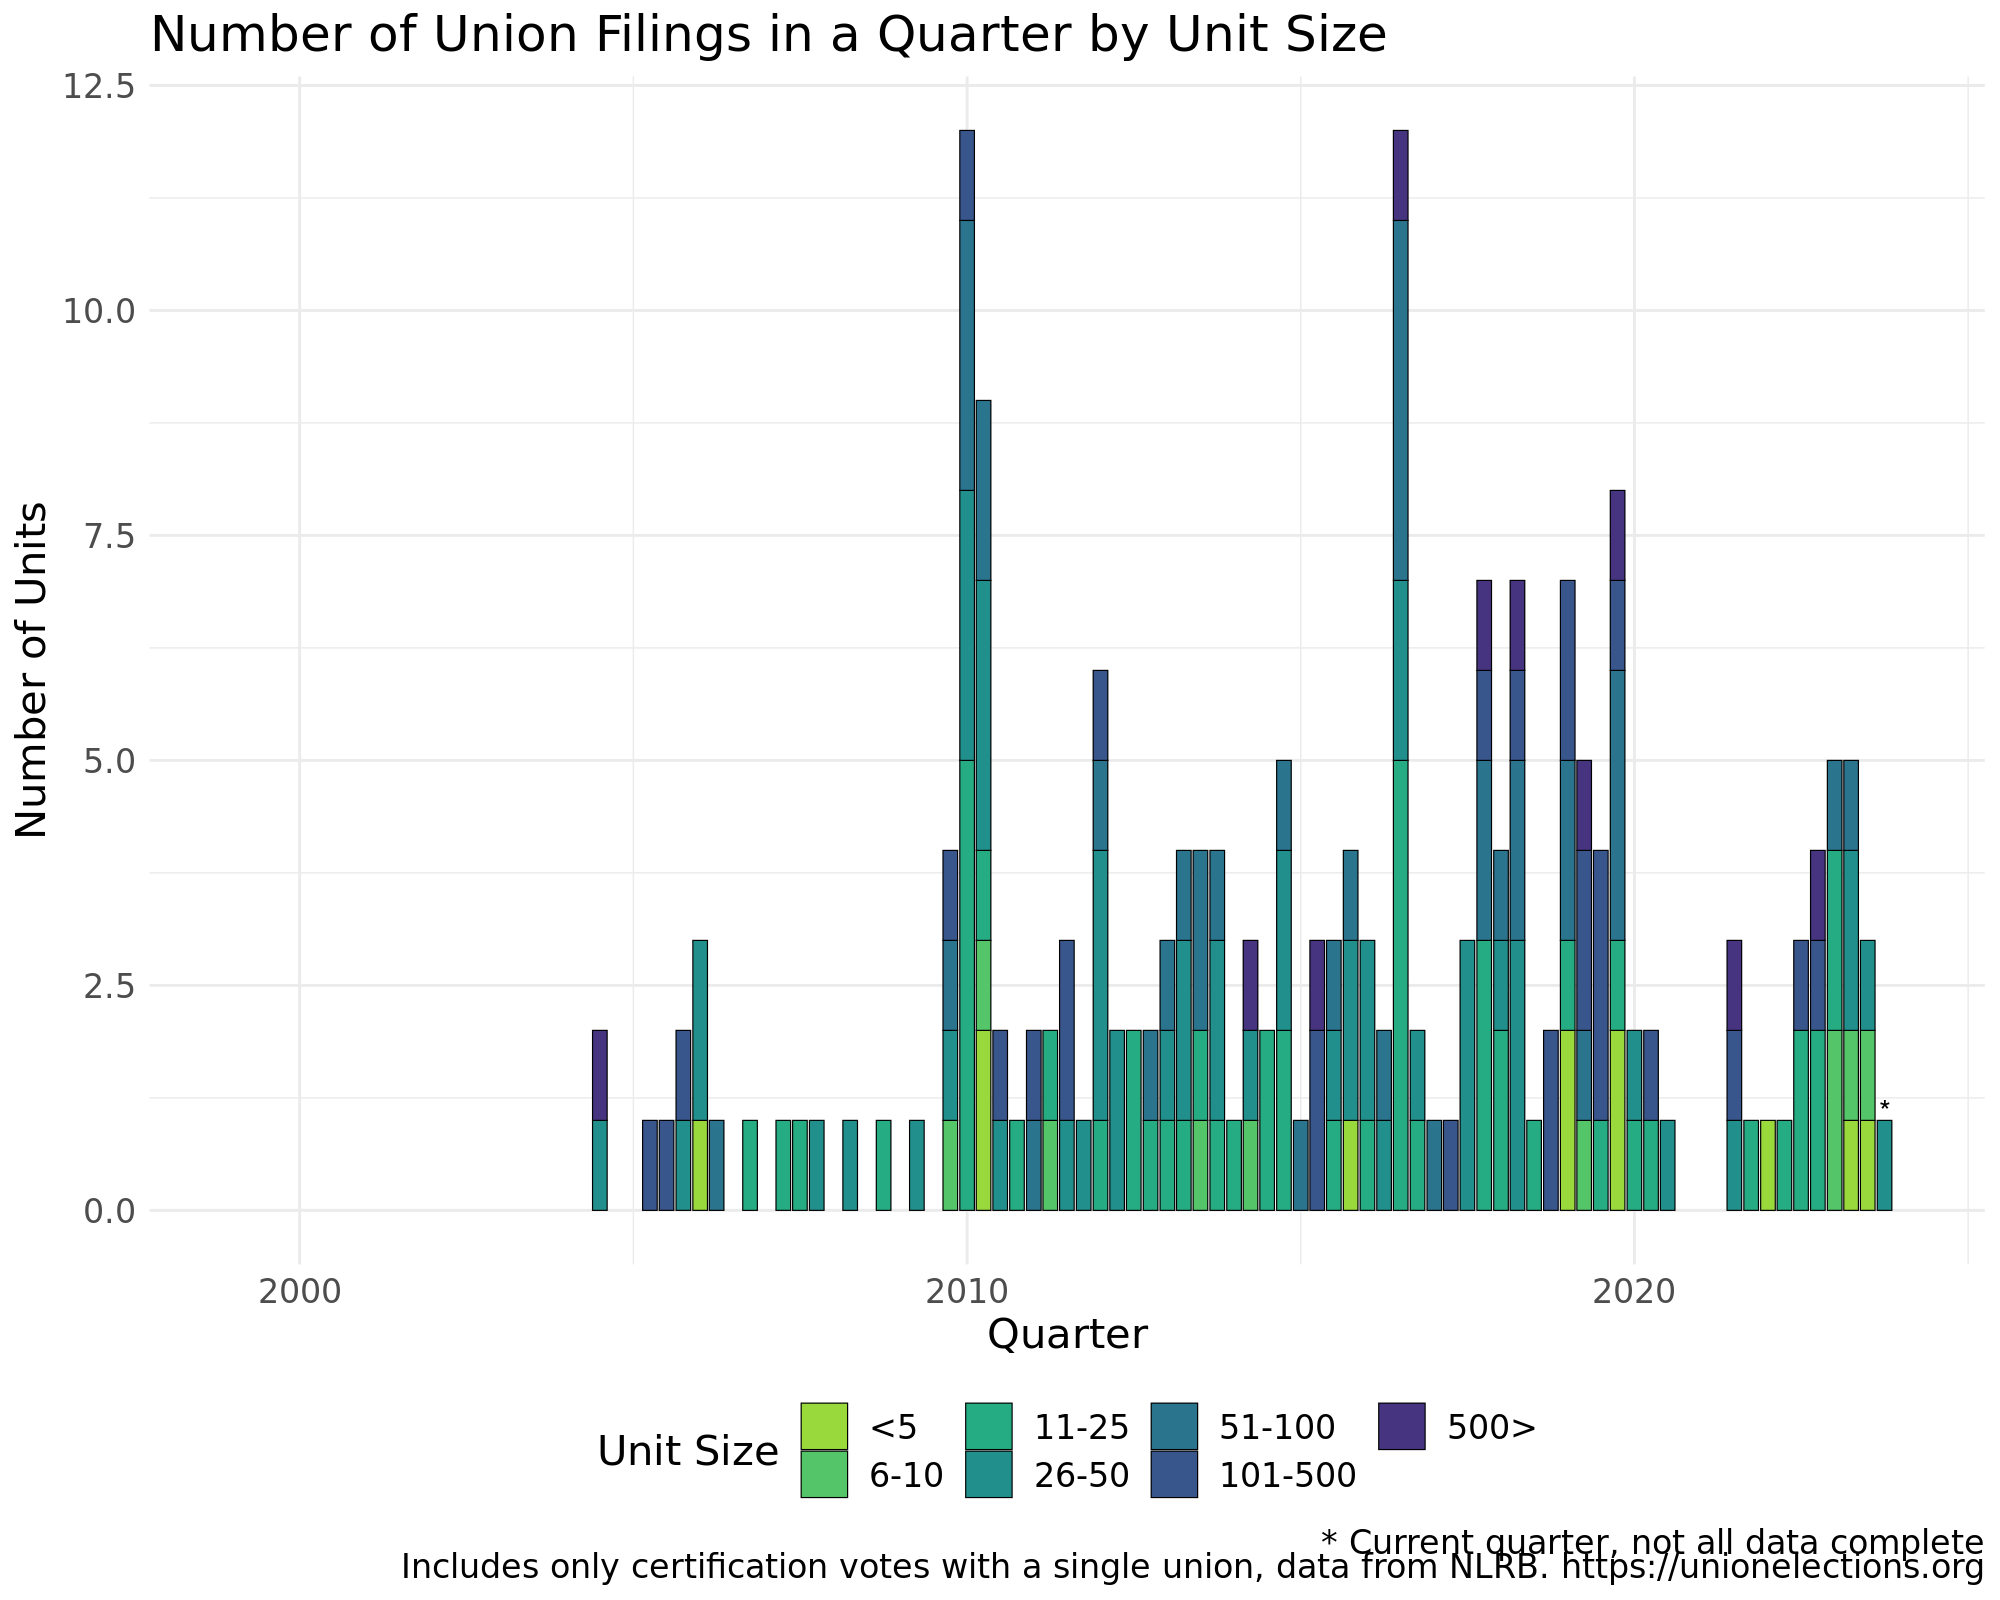 Number of Union Filings in a Quarter by Unit Size
12.5
10.0
7.5
5.0
2.5
0.0
Number of Units
*
2000 2010 2020
Quarter
Unit Size
<5 11-25 51-100 500>
6-10 26-50 101-500
* Current quarter, not all data complete
Includes only certification votes with a single union, data from NLRB. https://unionelections.org